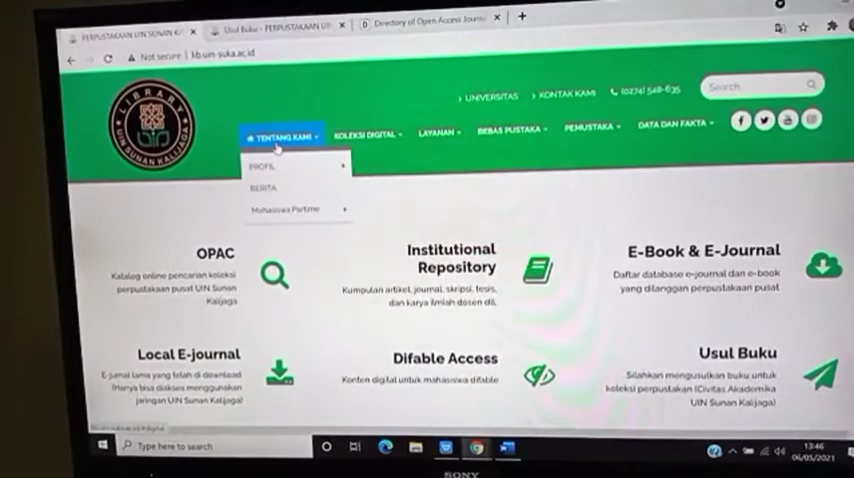 PERPUSTAKAAN UIN SUNAN KA
Usul Buku - PERPUSTAKAAN UIN
Directory of Open Access Journa
Not secure | lib.uin-suka.ac.id
LIBRARY
UIN SUNAN KALIJAGA
UNIVERSITAS
KONTAK KAMI
(0274) 548-635
Search
TENTANG KAMI
KOLEKSI DIGITAL
LAYANAN
BEBAS PUSTAKA
PEMUSTAKA
DATA DAN FAKTA
PROFIL
BERITA
Mahasiswa Partime
OPAC
Katalog online pencarian koleksi
perpustakaan pusat UIN Sunan
Kalijaga
Institutional
Repository
Kumpulan artikel, journal, skripsi, tesis,
dan karya ilmiah dosen dll.
E-Book & E-Journal
Daftar database e-journal dan e-book
yang dilanggan perpustakaan pusat
Local E-journal
E-jurnal lama yang telah di download
(Hanya bisa diakses menggunakan
jaringan UIN Sunan Kalijaga)
Difable Access
Konten digital untuk mahasiswa difable
Usul Buku
Silahkan mengusulkan buku untuk
koleksi perpustakan (Civitas Akademika
UIN Sunan Kalijaga)
Type here to search
13:46
06/05/2021
SONY